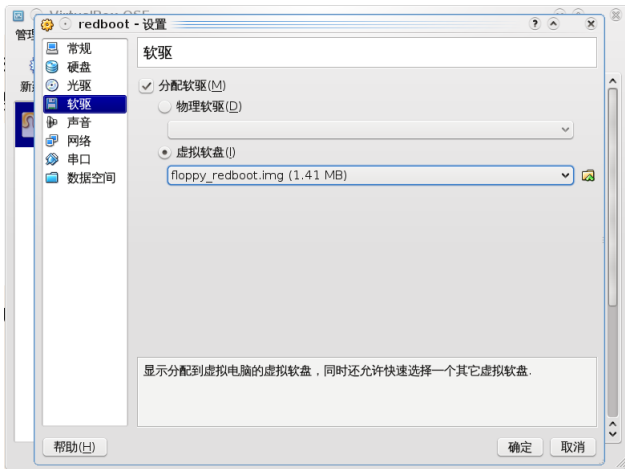 redboot - 设置
管理
新
常规
硬盘
光驱
软驱
声音
网络
串口
数据空间
软驱
分配软驱(M)
物理软驱(D)
虚拟软盘(I)
floppy_redboot.img (1.41 MB)
显示分配到虚拟电脑的虚拟软盘，同时还允许快速选择一个其它虚拟软盘.
帮助(H)
确定
取消